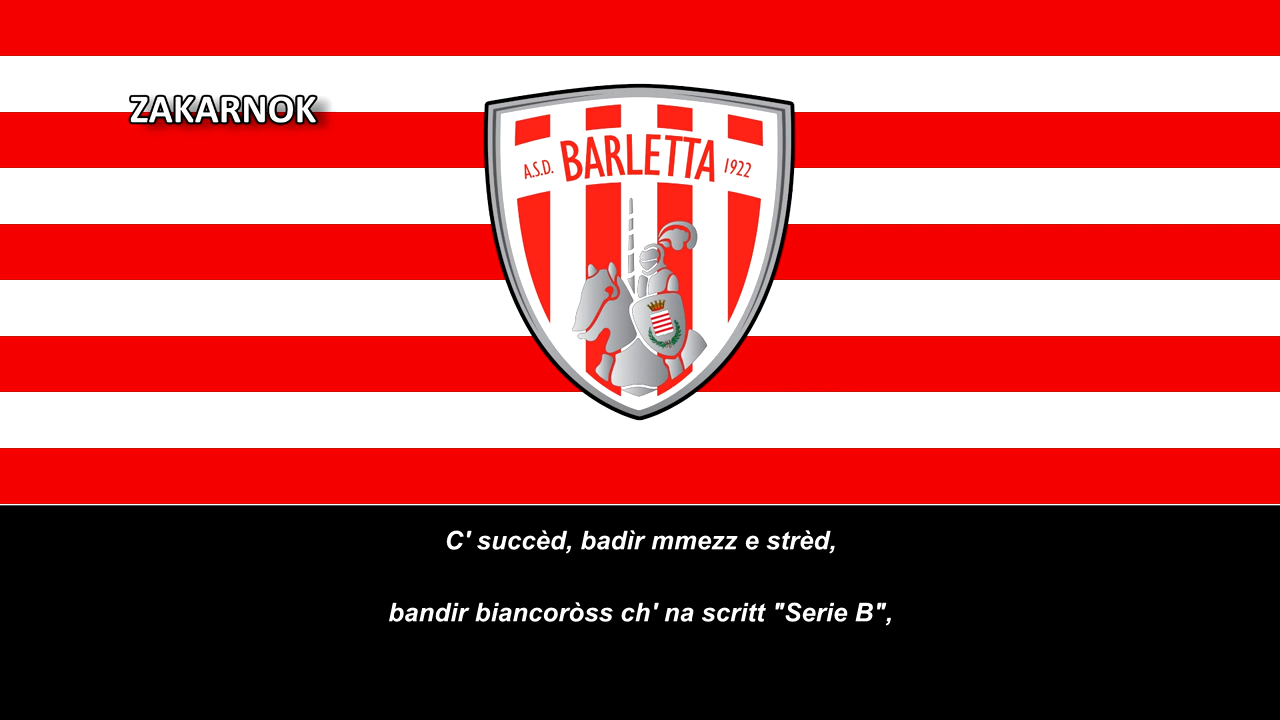 ZAKARNOK
A.S.D. BARLETTA 1922
C' succèd, badìr mmezz e strèd,
bandir biancoròss ch' na scritt "Serie B",